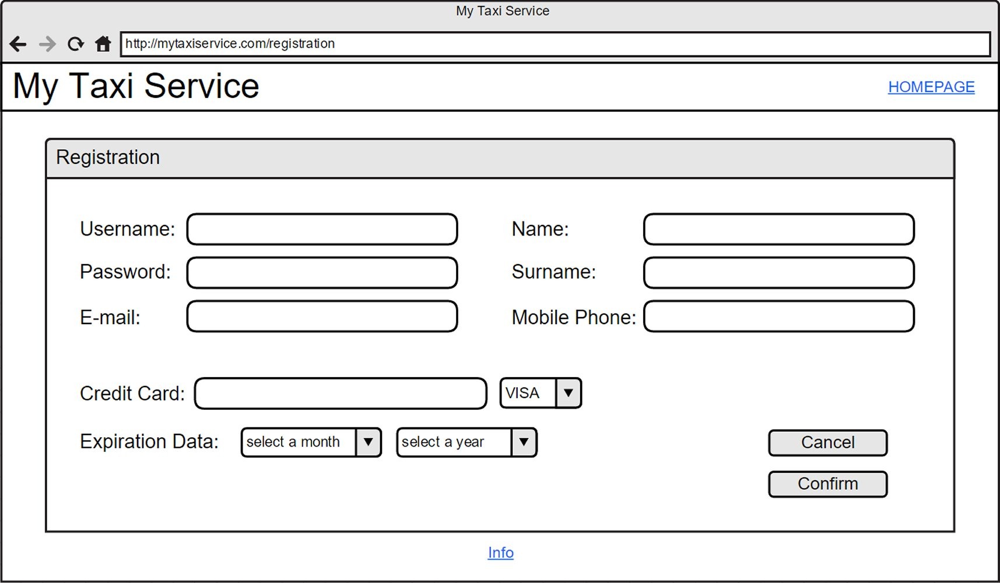 My Taxi Service
http://mytaxiservice.com/registration
My Taxi Service
HOMEPAGE
Registration
Username:
Name:
Password:
Surname:
E-mail:
Mobile Phone:
Credit Card:
VISA
Expiration Data:
select a month
select a year
Cancel
Confirm
Info